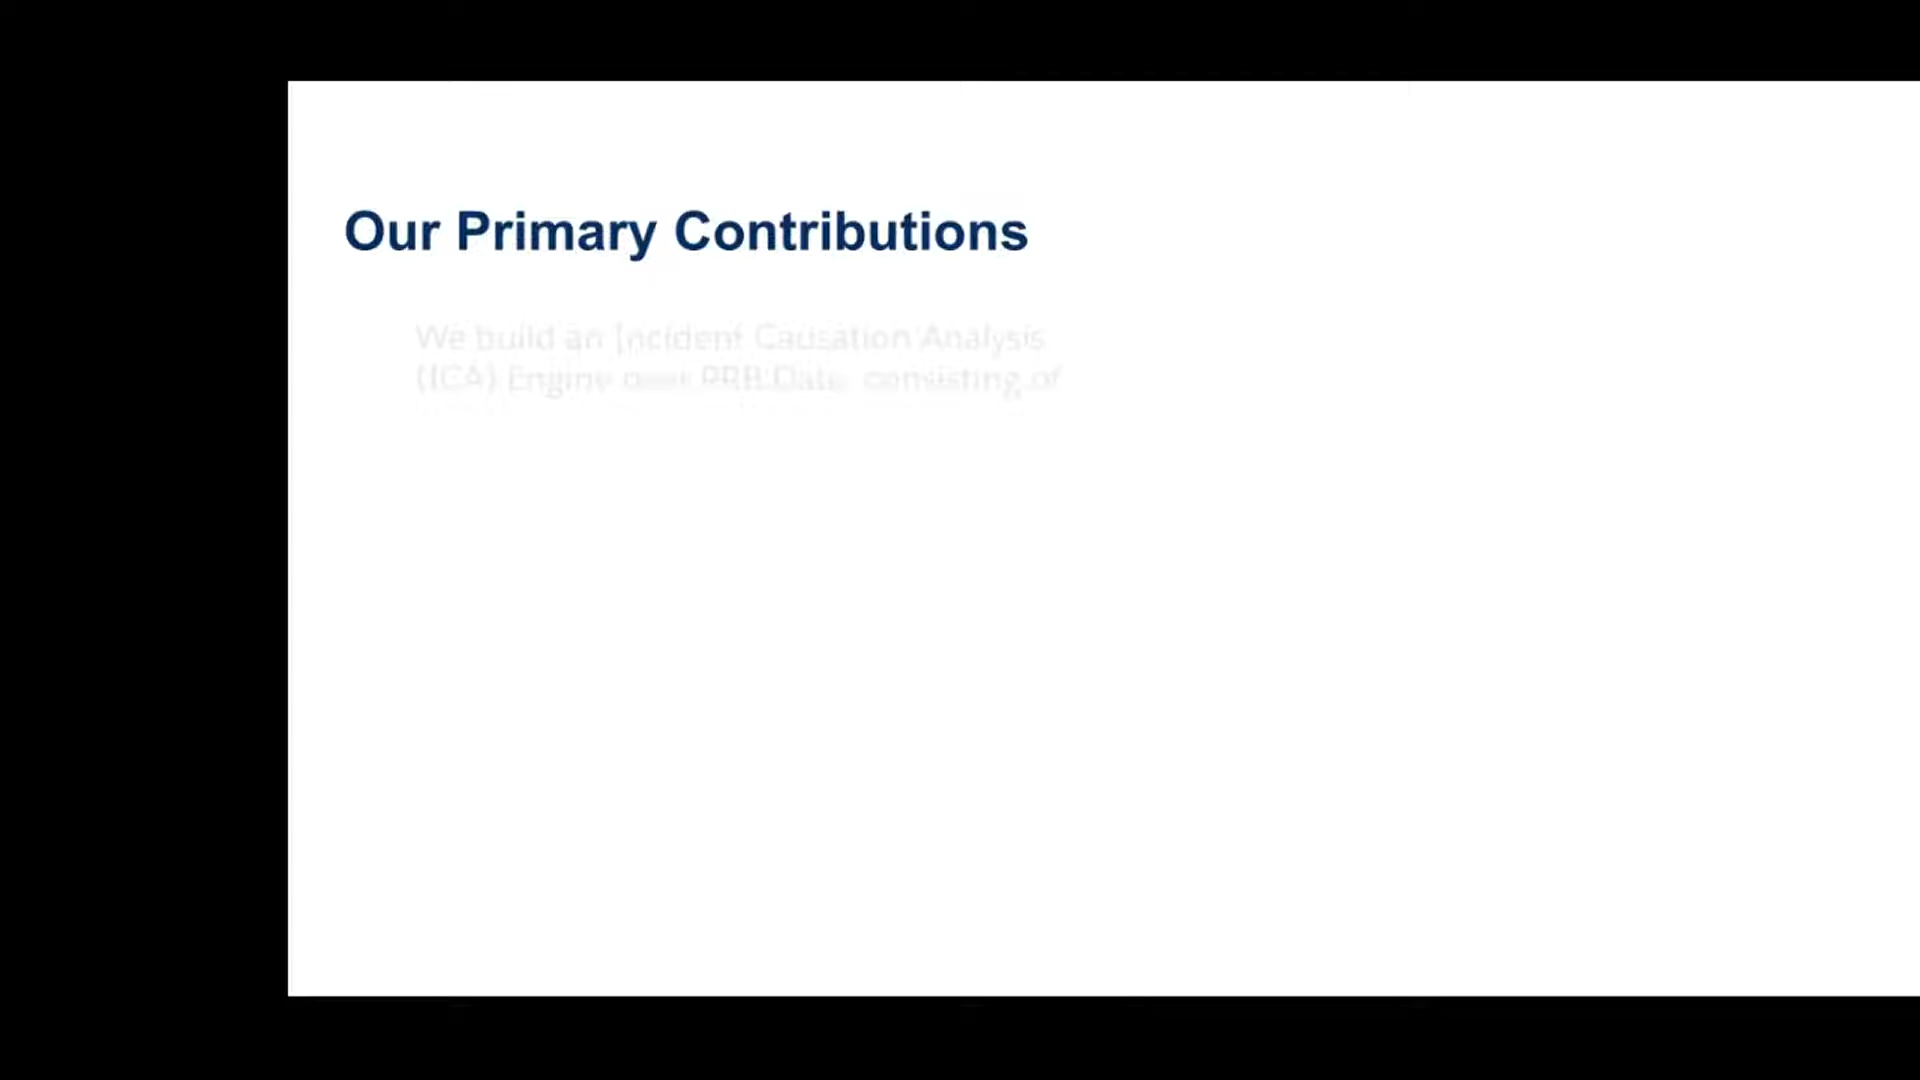 Our Primary Contributions
We build an Incident Causation Analysis
(ICA) Engine over PRB Data, consisting of